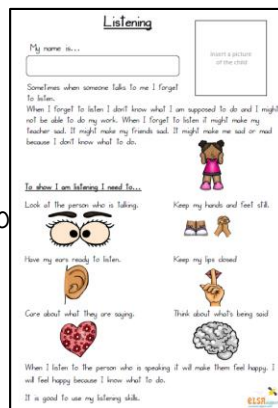 Listening
My name is...
Insert a picture
of the child
Sometimes when someone talks to me I forget
to listen.
When I forget to listen I don't know what I am supposed to do and I might
not be able to do my work. When I forget to listen it might make my
teacher sad. It might make my friends sad. It might make me sad or mad
because I don't know what to do.
To show I am listening I need to...
Look at the person who is talking.
Keep my hands and feet still.
Have my ears ready to listen.
Keep my lips closed
Care about what they are saying.
Think about what's being said
When I listen to the person who is speaking it will make them feel happy. I
will feel happy because I know what to do.
It is good to use my listening skills.
ELSA